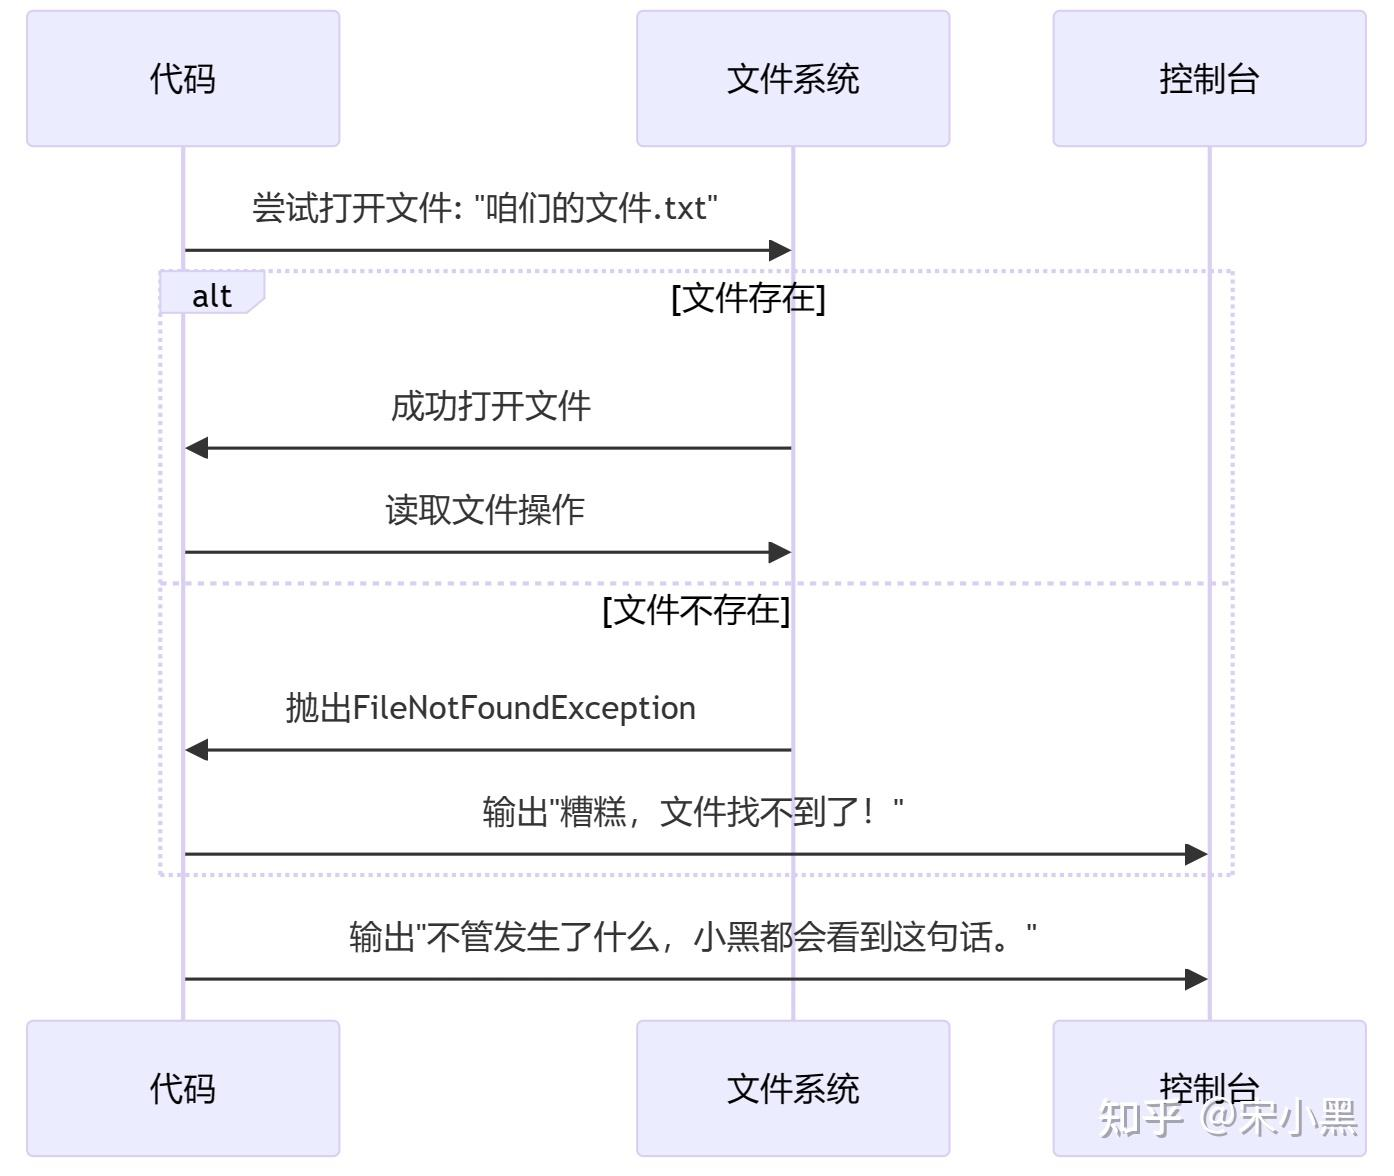 代码
文件系统
控制台
尝试打开文件: "咱们的文件.txt"
alt
[文件存在]
成功打开文件
读取文件操作
[文件不存在]
抛出FileNotFoundException
输出"糟糕，文件找不到了！"
输出"不管发生了什么，小黑都会看到这句话。"
代码
文件系统
控制台
知乎 @宋小黑